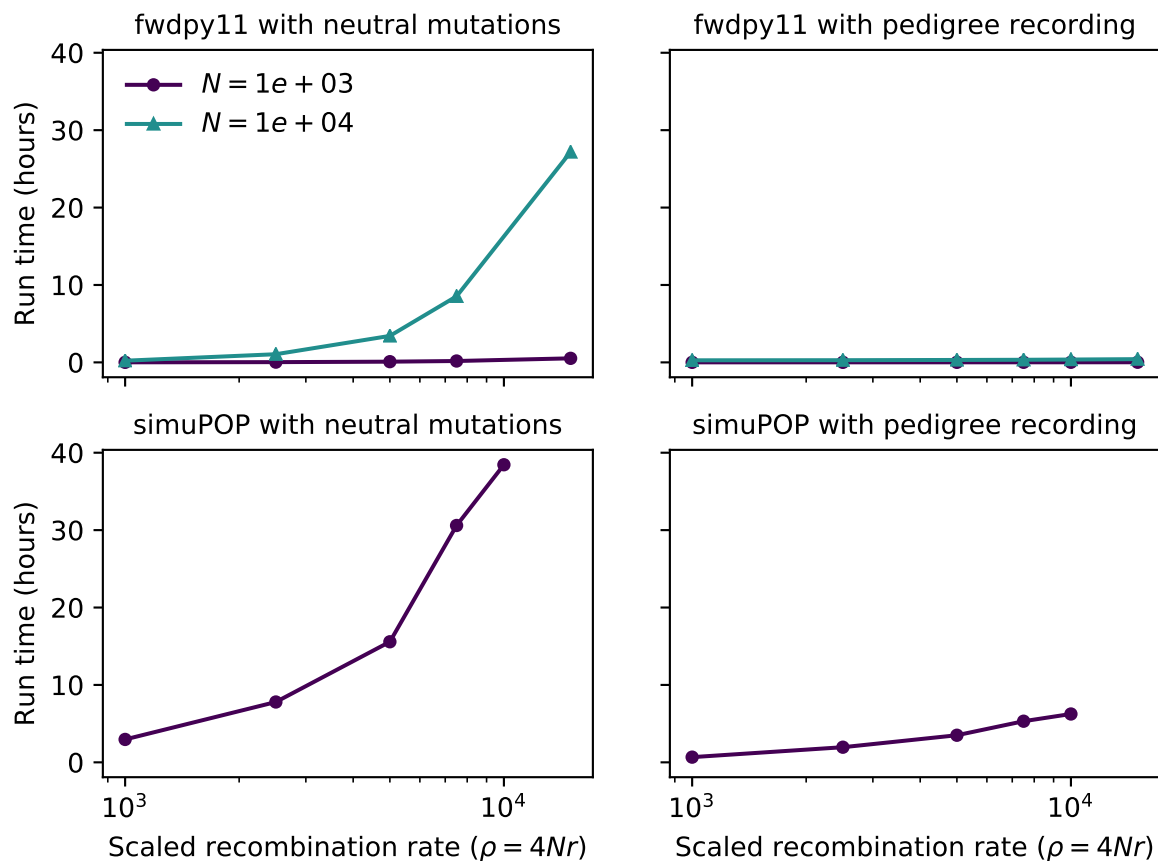 fwdpy11 with neutral mutations
fwdpy11 with pedigree recording
40
30
20
10
0
Run time (hours)
N = 1e + 03
N = 1e + 04
simuPOP with neutral mutations
simuPOP with pedigree recording
40
30
20
10
0
Run time (hours)
10³
10⁴
10³
10⁴
Scaled recombination rate (ρ = 4Nr)
Scaled recombination rate (ρ = 4Nr)